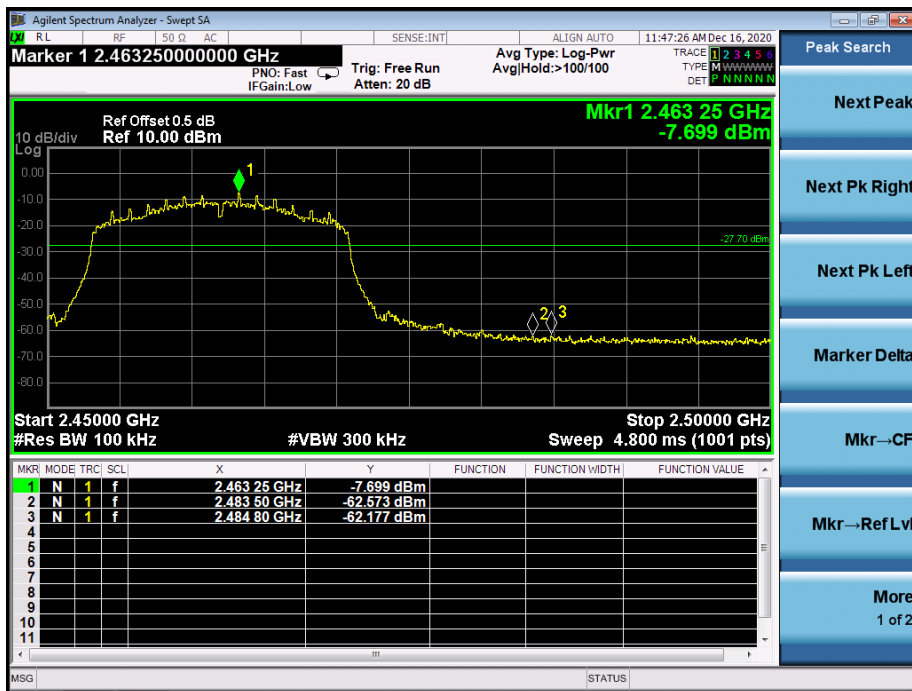 Agilent Spectrum Analyzer - Swept SA
LXI RL RF 50 Ω AC SENSE:INT ALIGN AUTO 11:47:26 AM Dec 16, 2020
Marker 1 2.463250000000 GHz
PNO: Fast
IFGain:Low
Trig: Free Run
Atten: 20 dB
Avg Type: Log-Pwr
Avg|Hold:>100/100
TRACE 1 2 3 4 5 6
TYPE M W W W W W
DET P N N N N N
Mkr1 2.463 25 GHz
-7.699 dBm
Ref Offset 0.5 dB
10 dB/div Ref 10.00 dBm
Log
0.00
-10.0
-20.0
-30.0
-40.0
-50.0
-60.0
-70.0
-80.0
1
-27.70 dBm
2 3
Start 2.45000 GHz Stop 2.50000 GHz
#Res BW 100 kHz #VBW 300 kHz Sweep 4.800 ms (1001 pts)
MKR MODE TRC SCL X Y FUNCTION FUNCTION WIDTH FUNCTION VALUE
1 N 1 f 2.463 25 GHz -7.699 dBm
2 N 1 f 2.483 50 GHz -62.573 dBm
3 N 1 f 2.484 80 GHz -62.177 dBm
4
5
6
7
8
9
10
11
MSG STATUS
Peak Search
Next Peak
Next Pk Right
Next Pk Left
Marker Delta
Mkr→CF
Mkr→Ref Lvl
More
1 of 2